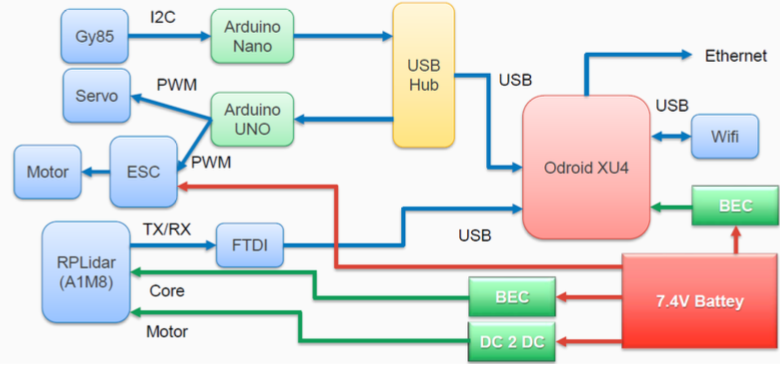 I2C
Gy85
Arduino
Nano
USB
Hub
Ethernet
USB
USB
Servo
PWM
Arduino
UNO
Wifi
Odroid XU4
PWM
Motor
ESC
BEC
TX/RX
USB
FTDI
RPLidar
(A1M8)
Core
BEC
7.4V Battey
Motor
DC 2 DC